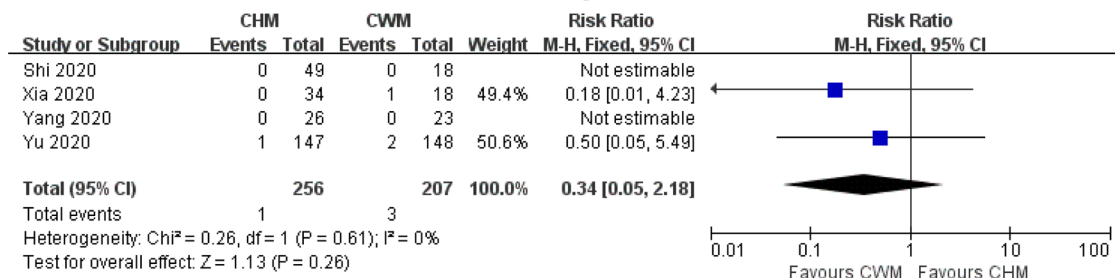 CHM CWM Risk Ratio Risk Ratio
Study or Subgroup Events Total Events Total Weight M-H, Fixed, 95% CI M-H, Fixed, 95% CI
Shi 2020 0 49 0 18 Not estimable
Xia 2020 0 34 1 18 49.4% 0.18 [0.01, 4.23]
Yang 2020 0 26 0 23 Not estimable
Yu 2020 1 147 2 148 50.6% 0.50 [0.05, 5.49]
Total (95% CI) 256 207 100.0% 0.34 [0.05, 2.18]
Total events 1 3
Heterogeneity: Chi² = 0.26, df = 1 (P = 0.61); I² = 0%
Test for overall effect: Z = 1.13 (P = 0.26)
0.01 0.1 1 10 100
Favours CWM Favours CHM